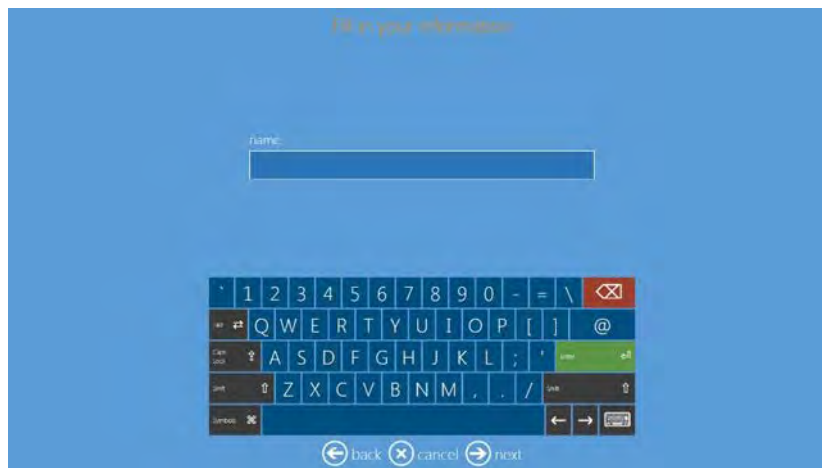 Fill in your information
name:
` 1 2 3 4 5 6 7 8 9 0 - = \
Q W E R T Y U I O P [ ] @
Caps Lock A S D F G H J K L ; ' enter
Shift Z X C V B N M , . / Shift
Symbols
back cancel next